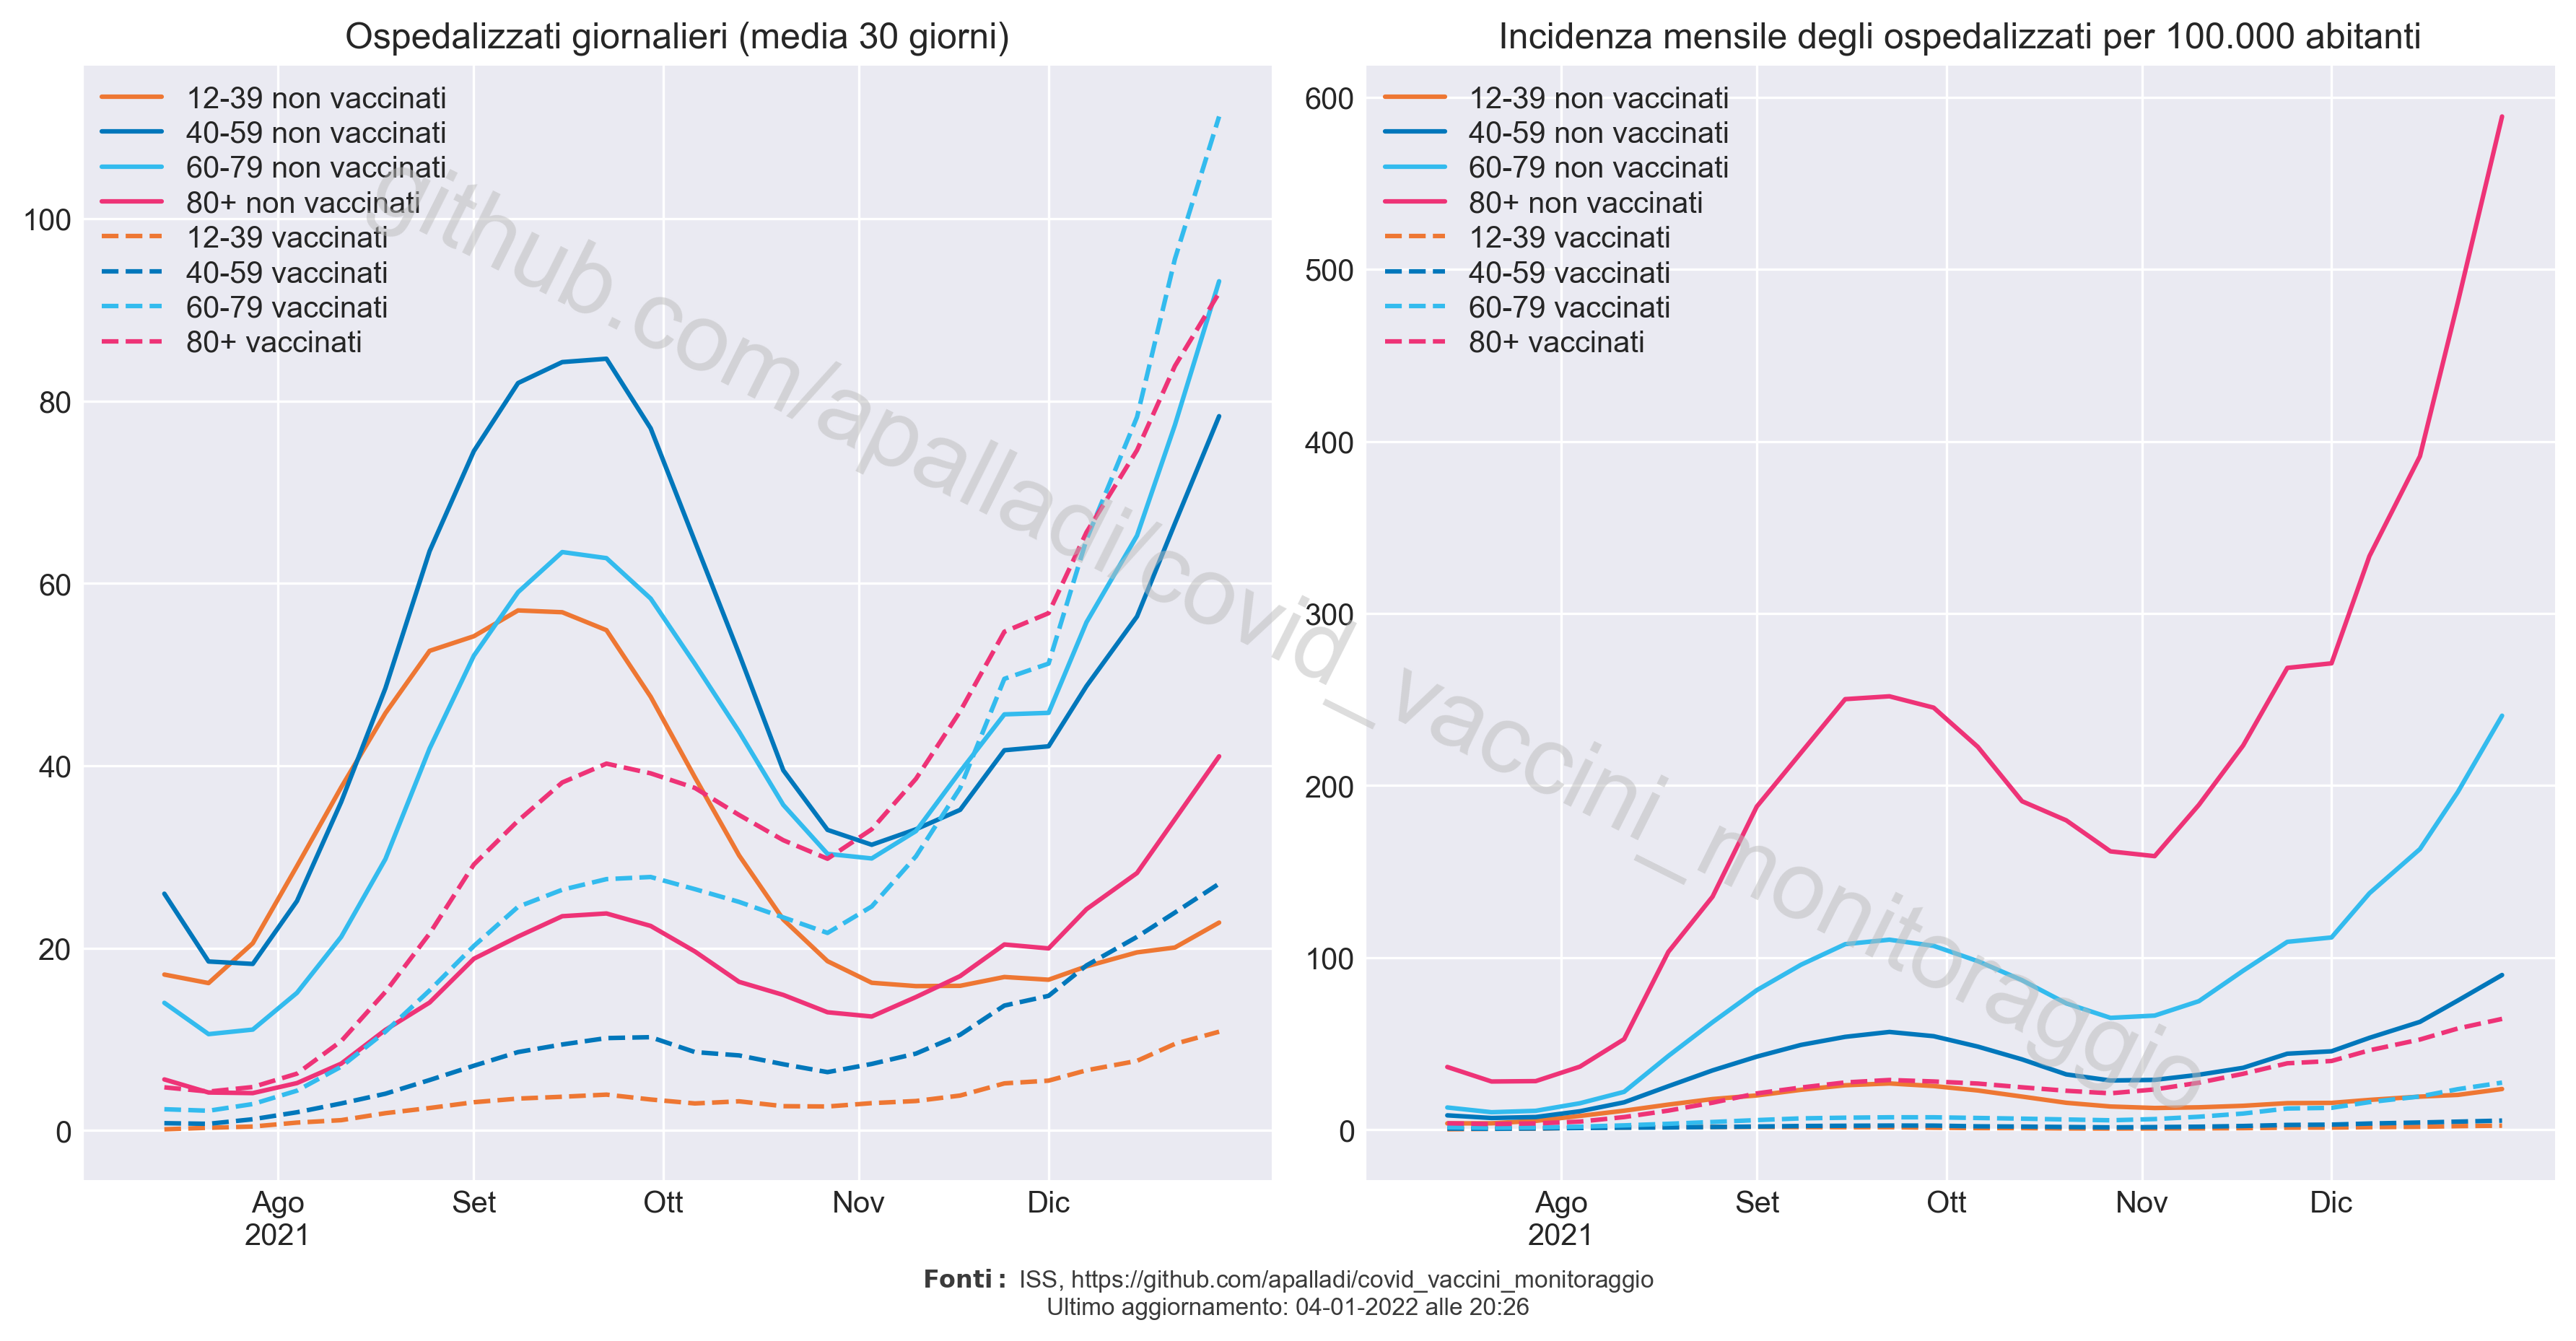 Ospedalizzati giornalieri (media 30 giorni)
12-39 non vaccinati
40-59 non vaccinati
60-79 non vaccinati
80+ non vaccinati
12-39 vaccinati
40-59 vaccinati
60-79 vaccinati
80+ vaccinati
100
80
60
40
20
0
Ago
2021
Set
Ott
Nov
Dic
Incidenza mensile degli ospedalizzati per 100.000 abitanti
12-39 non vaccinati
40-59 non vaccinati
60-79 non vaccinati
80+ non vaccinati
12-39 vaccinati
40-59 vaccinati
60-79 vaccinati
80+ vaccinati
600
500
400
300
200
100
0
Ago
2021
Set
Ott
Nov
Dic
github.com/apalladi/covid_vaccini_monitoraggio
Fonti: ISS, https://github.com/apalladi/covid_vaccini_monitoraggio
Ultimo aggiornamento: 04-01-2022 alle 20:26